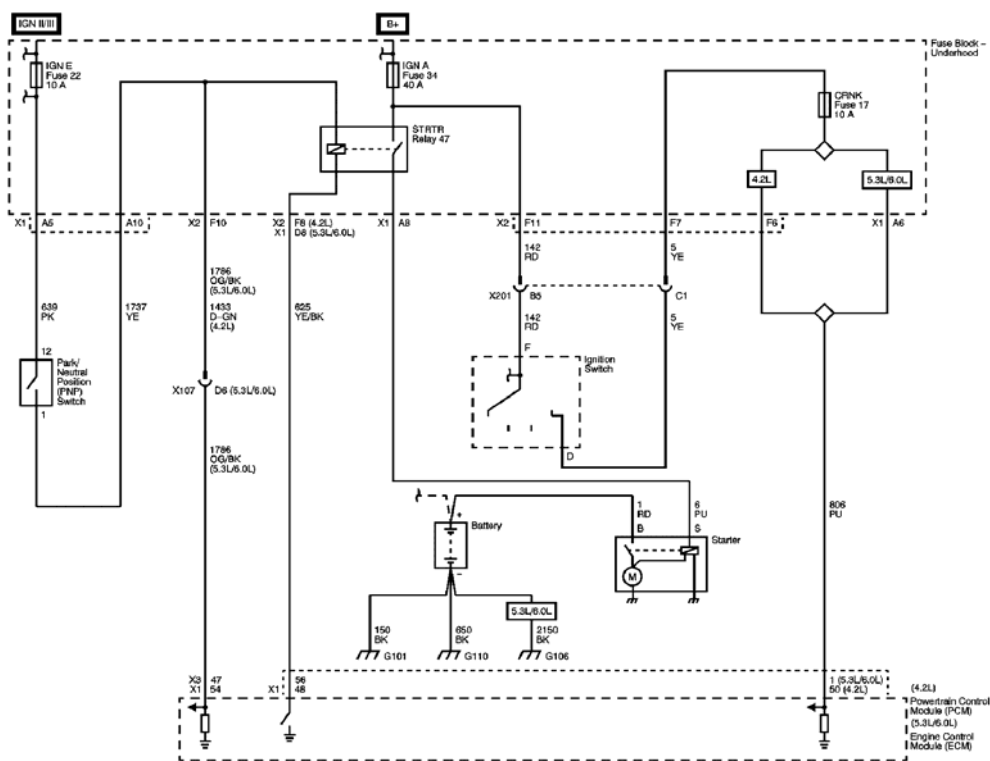 IGN II/III
B+
Fuse Block –
Underhood
IGN E
Fuse 22
10 A
IGN A
Fuse 34
40 A
CRNK
Fuse 17
10 A
STRTR
Relay 47
4.2L
5.3L/6.0L
X1 A5
A10
X2 F10
X2 F8 (4.2L)
X1 D8 (5.3L/6.0L)
X1 A8
X2 F11
F7
F6
X1 A6
142
RD
5
YE
1786
OG/BK
(5.3L/6.0L)
639
PK
1737
YE
1433
D–GN
(4.2L)
625
YE/BK
X201 B5
C1
142
RD
5
YE
F
Ignition
Switch
12
Park/
Neutral
Position
(PNP)
Switch
1
X107 D6 (5.3L/6.0L)
1786
OG/BK
(5.3L/6.0L)
D
1
RD
6
PU
806
PU
+
Battery
B
S
Starter
M
–
5.3L/6.0L
150
BK
650
BK
2150
BK
G101
G110
G106
X3 47
X1 54
X1
56
48
1 (5.3L/6.0L)
50 (4.2L)
(4.2L)
Powertrain Control
Module (PCM)
(5.3L/6.0L)
Engine Control
Module (ECM)